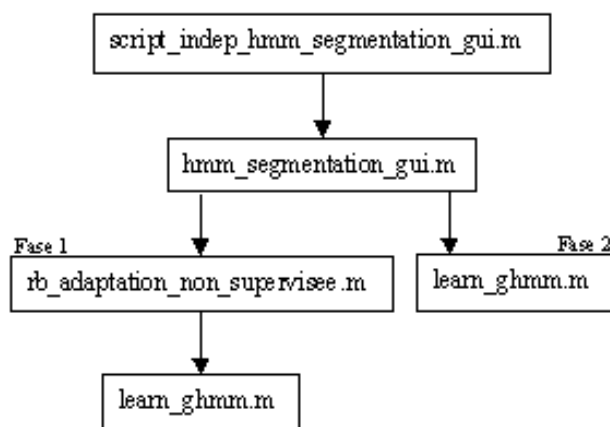 script_indep_hmm_segmentation_gui.m
hmm_segmentation_gui.m
Fase 1
Fase 2
rb_adaptation_non_supervisee.m
learn_ghmm.m
learn_ghmm.m